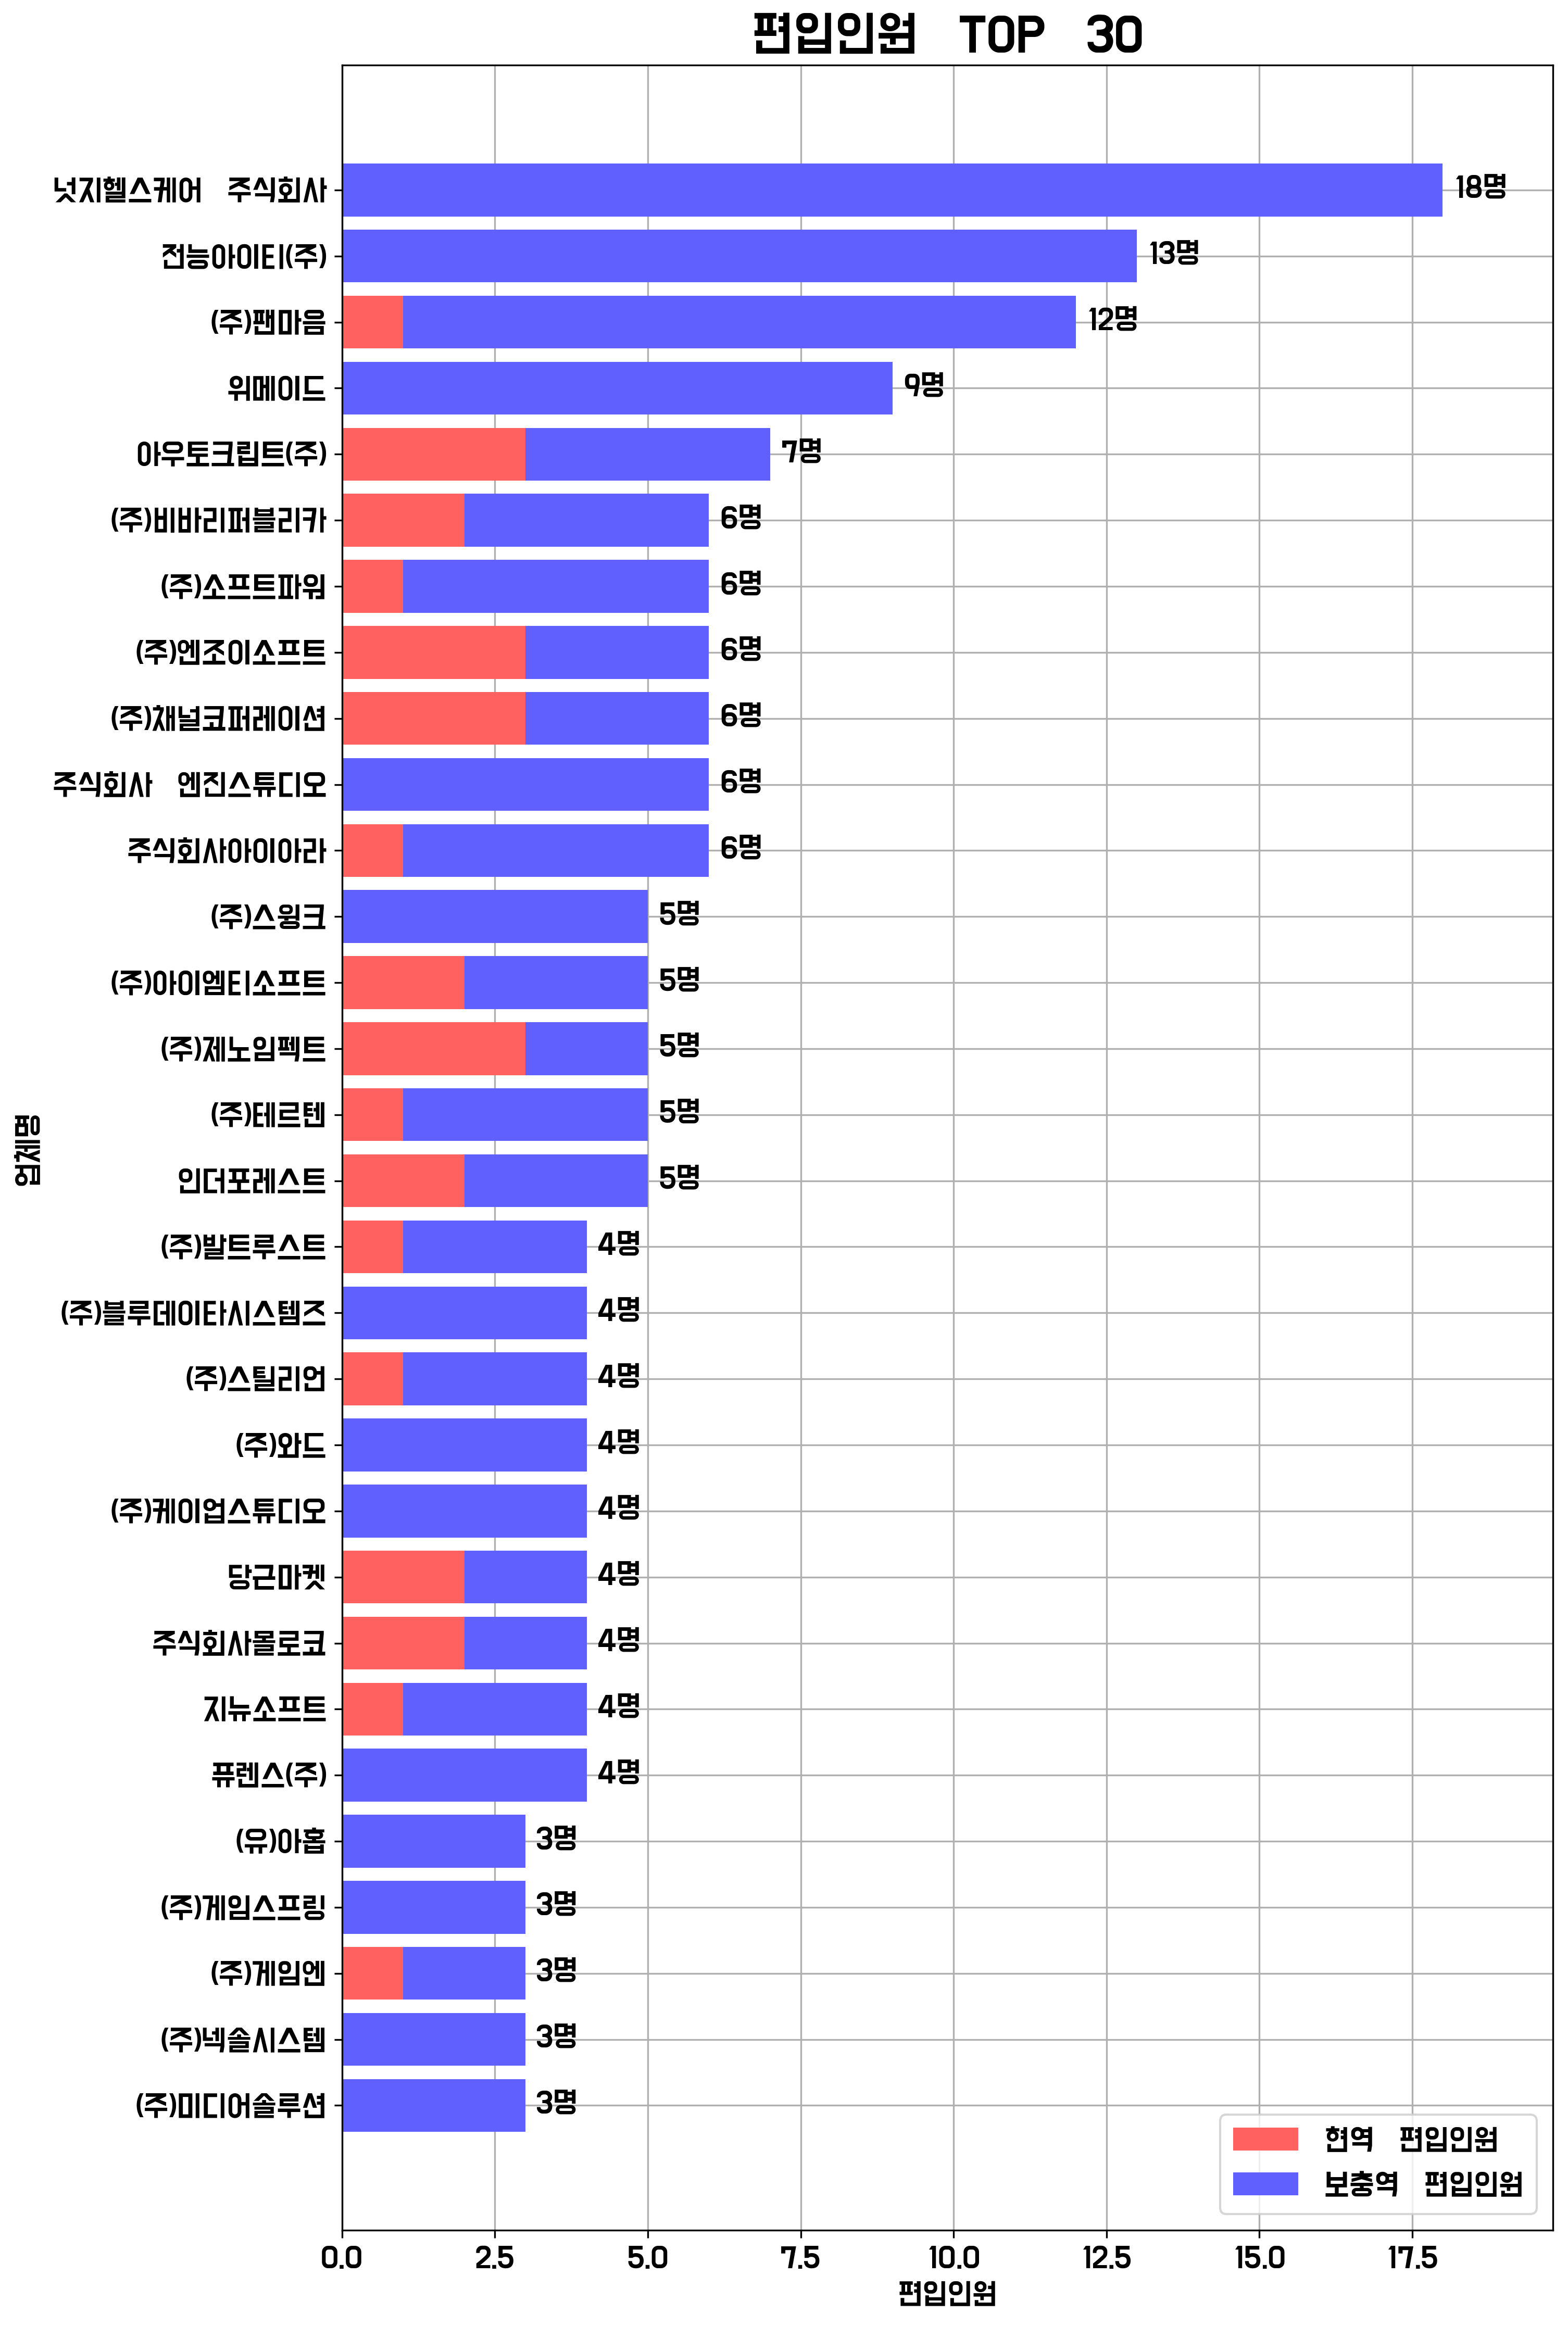 편입인원 TOP 30
넛지헬스케어 주식회사 18명
전능아이티(주) 13명
(주)팬마음 12명
위메이드 9명
아우토크립트(주) 7명
(주)비바리퍼블리카 6명
(주)소프트파워 6명
(주)엔조이소프트 6명
(주)채널코퍼레이션 6명
주식회사 엔진스튜디오 6명
주식회사아이아라 6명
(주)스윙크 5명
(주)아이엠티소프트 5명
(주)제노임펙트 5명
(주)테르텐 5명
인더포레스트 5명
(주)발트루스트 4명
(주)블루데이타시스템즈 4명
(주)스틸리언 4명
(주)와드 4명
(주)케이업스튜디오 4명
당근마켓 4명
주식회사몰로코 4명
지뉴소프트 4명
퓨렌스(주) 4명
(유)아홉 3명
(주)게임스프링 3명
(주)게임엔 3명
(주)넥솔시스템 3명
(주)미디어솔루션 3명
업체명
현역 편입인원
보충역 편입인원
0.0 2.5 5.0 7.5 10.0 12.5 15.0 17.5
편입인원